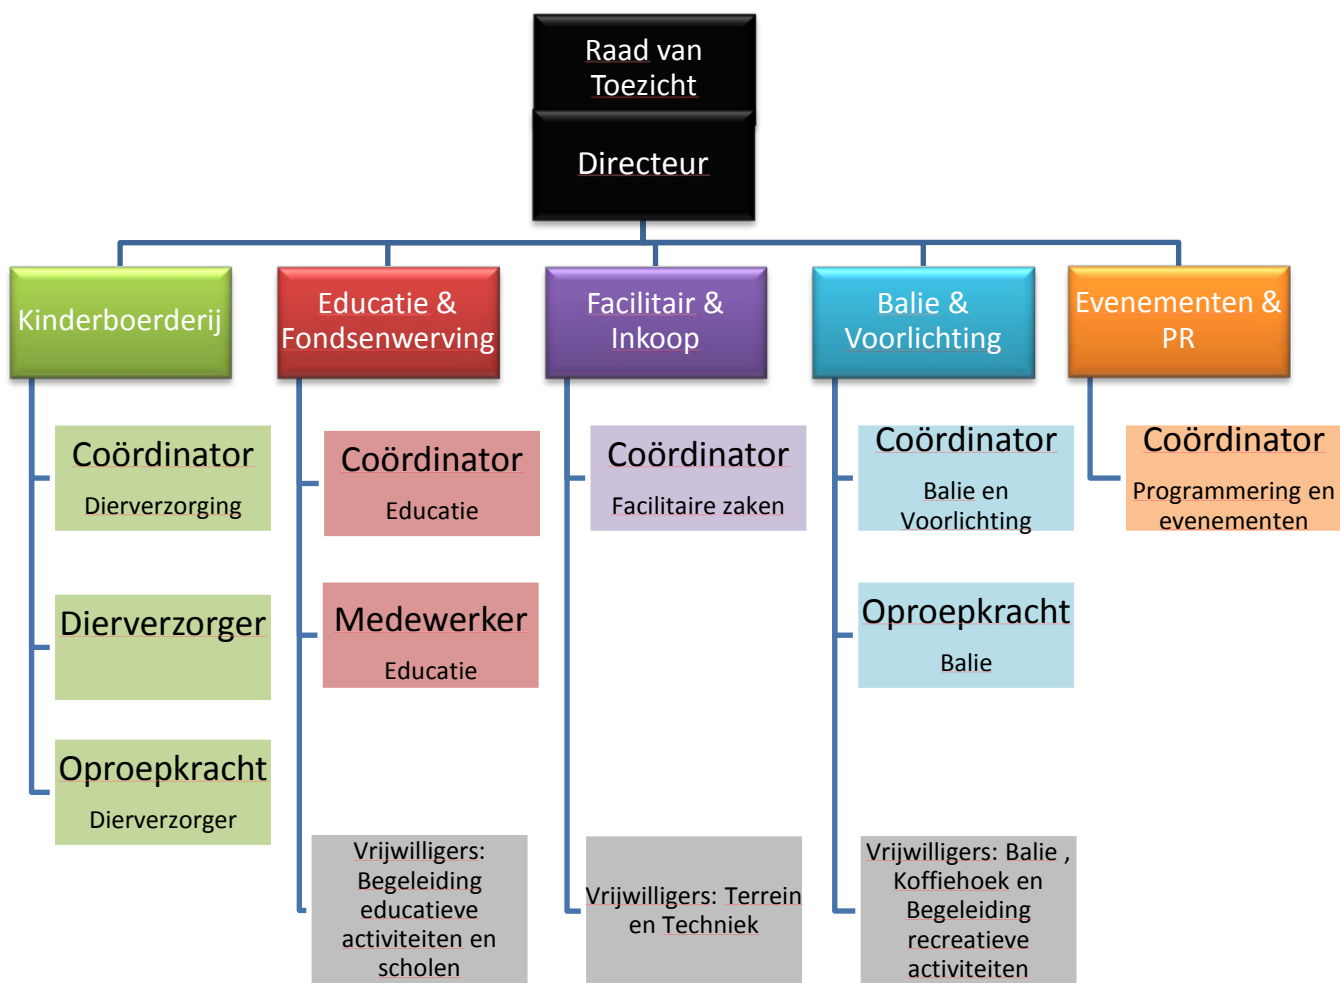 Raad van
Toezicht
Directeur
Kinderboerderij
Educatie &
Fondsenwerving
Facilitair &
Inkoop
Balie &
Voorlichting
Evenementen &
PR
Coördinator
Dierverzorging
Dierverzorger
Oproepkracht
Dierverzorger
Coördinator
Educatie
Medewerker
Educatie
Vrijwilligers:
Begeleiding
educatieve
activiteiten en
scholen
Coördinator
Facilitaire zaken
Vrijwilligers: Terrein
en Techniek
Coördinator
Balie en
Voorlichting
Oproepkracht
Balie
Vrijwilligers: Balie ,
Koffiehoek en
Begeleiding
recreatieve
activiteiten
Coördinator
Programmering en
evenementen